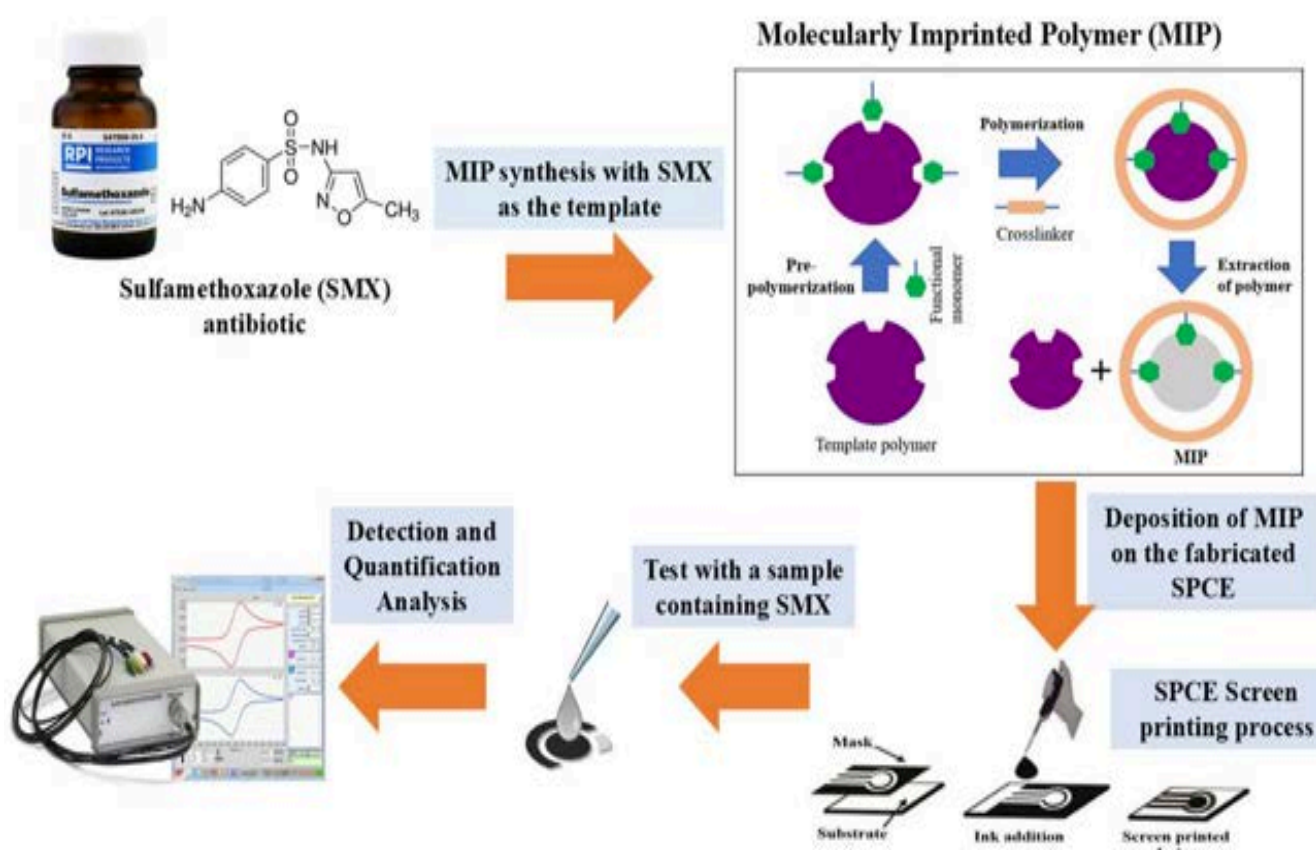 Molecularly Imprinted Polymer (MIP)
RPI
RESEARCH
PRODUCTS
Sulfamethoxazole
O
S
NH
O
H₂N
N
O
CH₃
Sulfamethoxazole (SMX)
antibiotic
MIP synthesis with SMX
as the template
Polymerization
Crosslinker
Pre-
polymerization
Functional
monomer
Extraction
of polymer
Template polymer
+
MIP
Deposition of MIP
on the fabricated
SPCE
Detection and
Quantification
Analysis
Test with a sample
containing SMX
SPCE Screen
printing process
Mask
Substrate
Ink addition
Screen printed